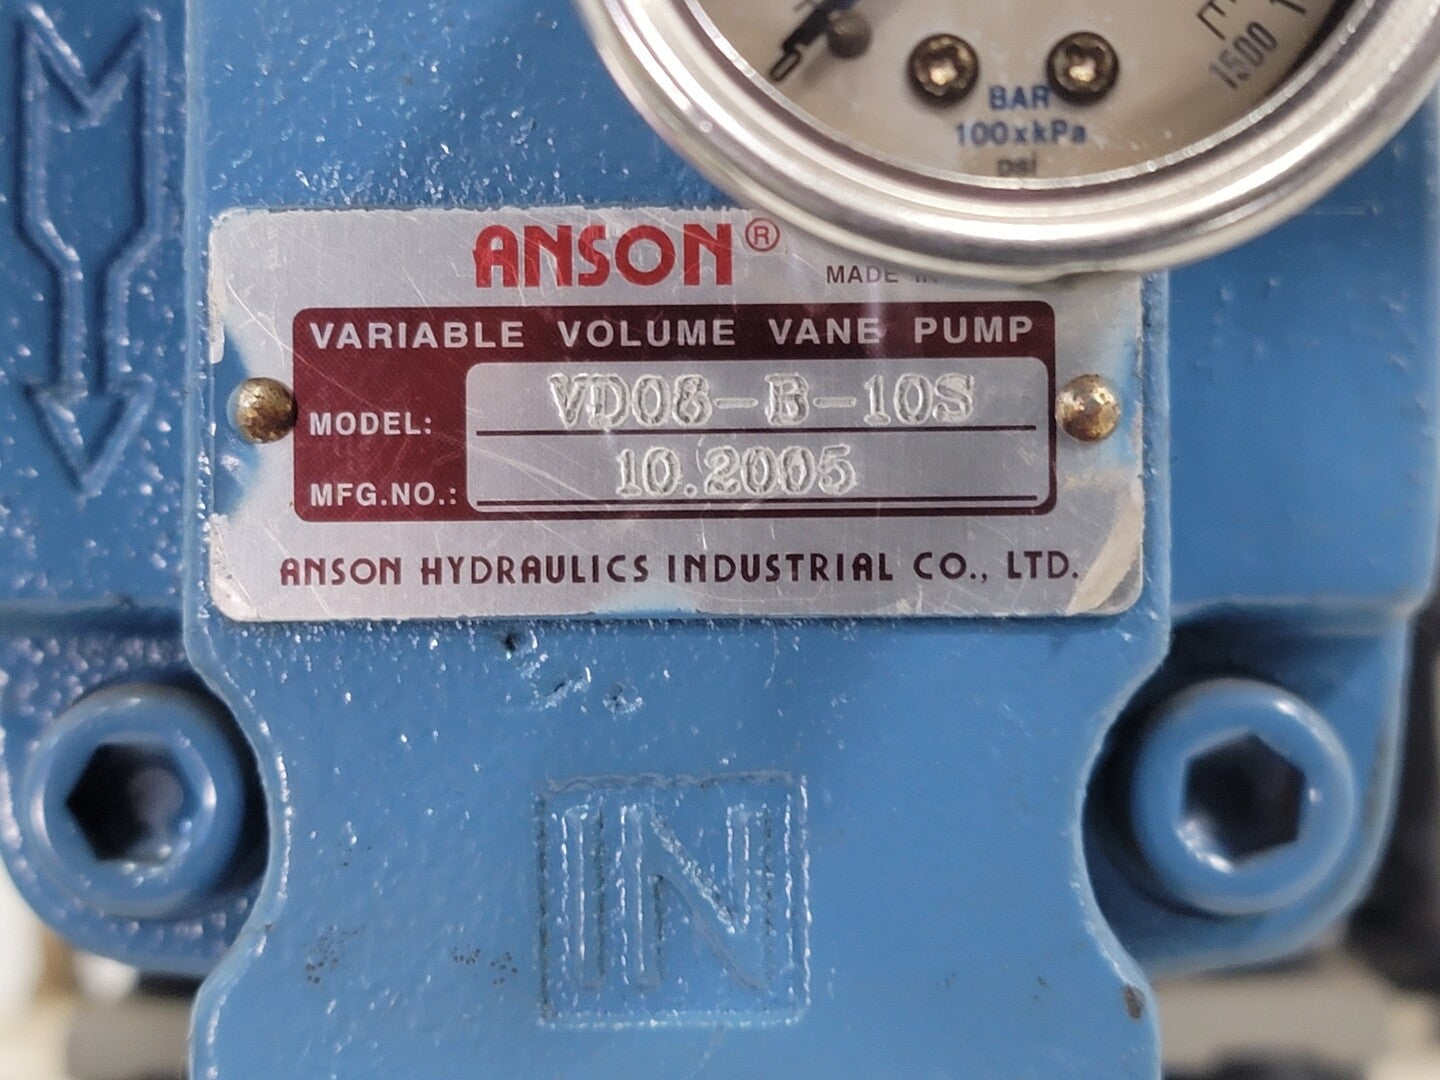 1500
BAR
100xkPa
psi
ANSON®
MADE IN
VARIABLE VOLUME VANE PUMP
MODEL: VD08-B-10S
MFG.NO.: 10.2005
ANSON HYDRAULICS INDUSTRIAL CO., LTD.
IN